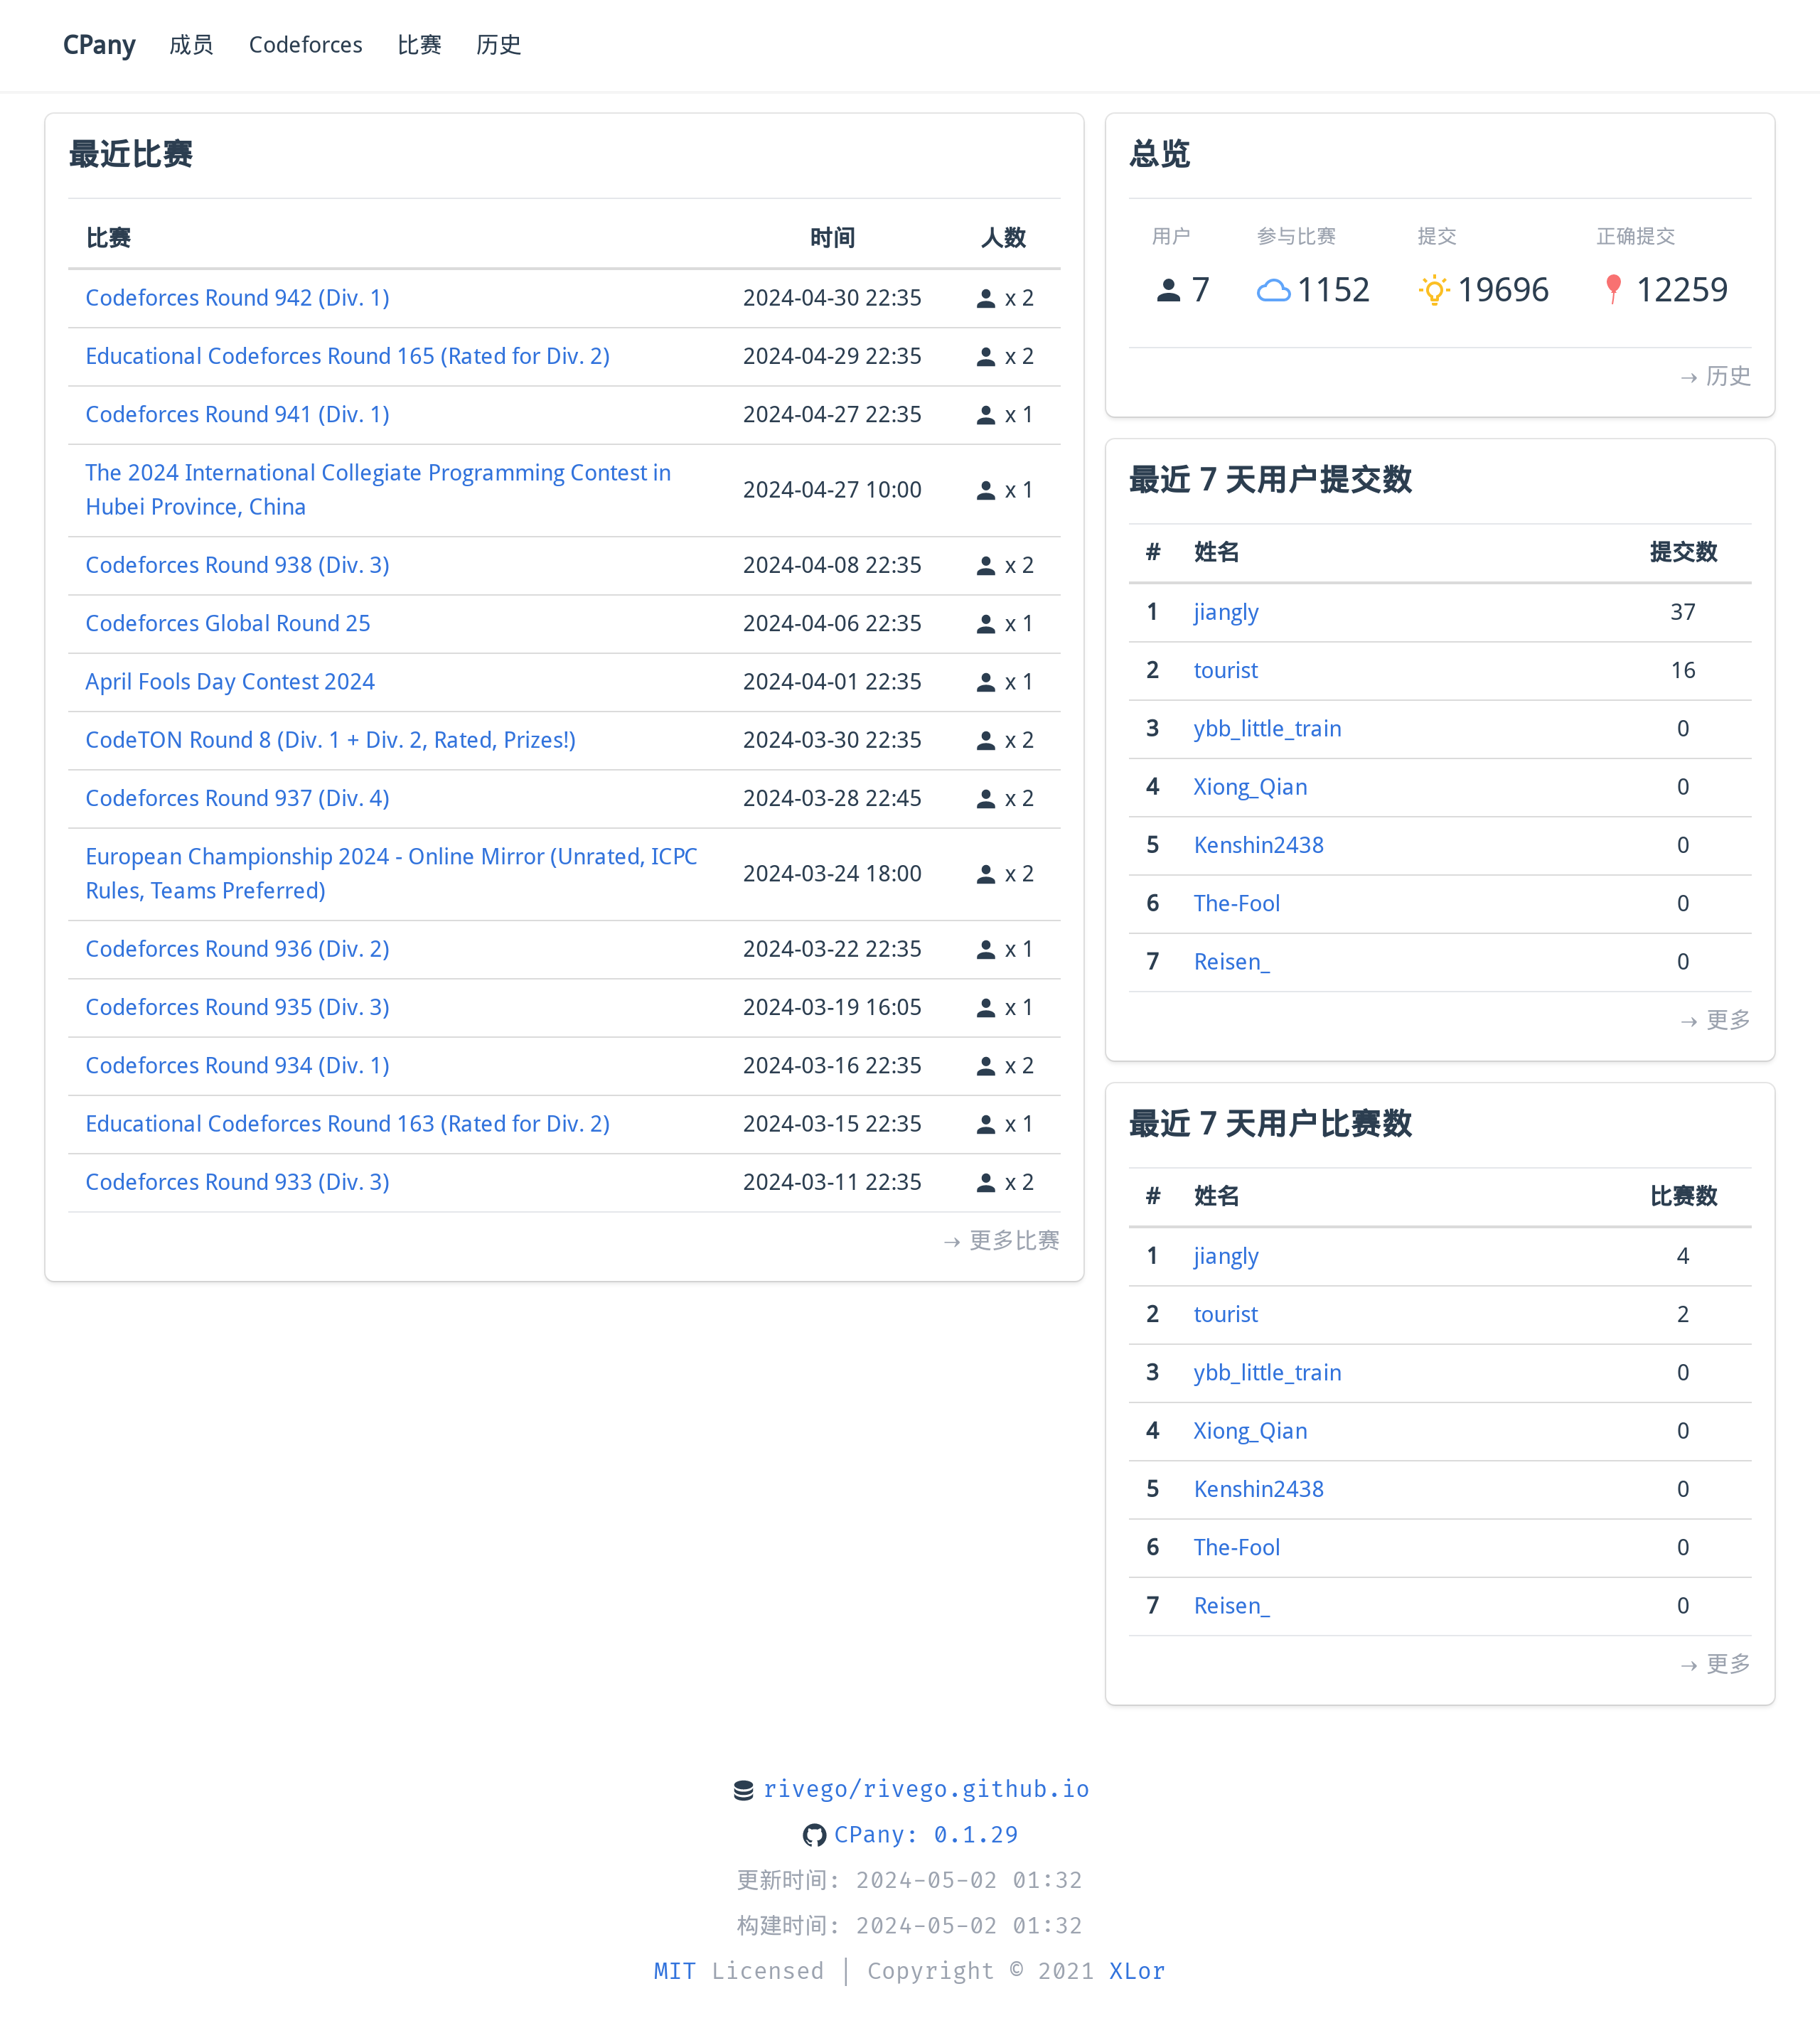 CPany 成员 Codeforces 比赛 历史
最近比赛
比赛 时间 人数
Codeforces Round 942 (Div. 1) 2024-04-30 22:35 x 2
Educational Codeforces Round 165 (Rated for Div. 2) 2024-04-29 22:35 x 2
Codeforces Round 941 (Div. 1) 2024-04-27 22:35 x 1
The 2024 International Collegiate Programming Contest in
Hubei Province, China 2024-04-27 10:00 x 1
Codeforces Round 938 (Div. 3) 2024-04-08 22:35 x 2
Codeforces Global Round 25 2024-04-06 22:35 x 1
April Fools Day Contest 2024 2024-04-01 22:35 x 1
CodeTON Round 8 (Div. 1 + Div. 2, Rated, Prizes!) 2024-03-30 22:35 x 2
Codeforces Round 937 (Div. 4) 2024-03-28 22:45 x 2
European Championship 2024 - Online Mirror (Unrated, ICPC
Rules, Teams Preferred) 2024-03-24 18:00 x 2
Codeforces Round 936 (Div. 2) 2024-03-22 22:35 x 1
Codeforces Round 935 (Div. 3) 2024-03-19 16:05 x 1
Codeforces Round 934 (Div. 1) 2024-03-16 22:35 x 2
Educational Codeforces Round 163 (Rated for Div. 2) 2024-03-15 22:35 x 1
Codeforces Round 933 (Div. 3) 2024-03-11 22:35 x 2
→ 更多比赛
总览
用户 参与比赛 提交 正确提交
7 1152 19696 12259
→ 历史
最近 7 天用户提交数
# 姓名 提交数
1 jiangly 37
2 tourist 16
3 ybb_little_train 0
4 Xiong_Qian 0
5 Kenshin2438 0
6 The-Fool 0
7 Reisen_ 0
→ 更多
最近 7 天用户比赛数
# 姓名 比赛数
1 jiangly 4
2 tourist 2
3 ybb_little_train 0
4 Xiong_Qian 0
5 Kenshin2438 0
6 The-Fool 0
7 Reisen_ 0
→ 更多
rivego/rivego.github.io
CPany: 0.1.29
更新时间: 2024-05-02 01:32
构建时间: 2024-05-02 01:32
MIT Licensed | Copyright © 2021 XLor